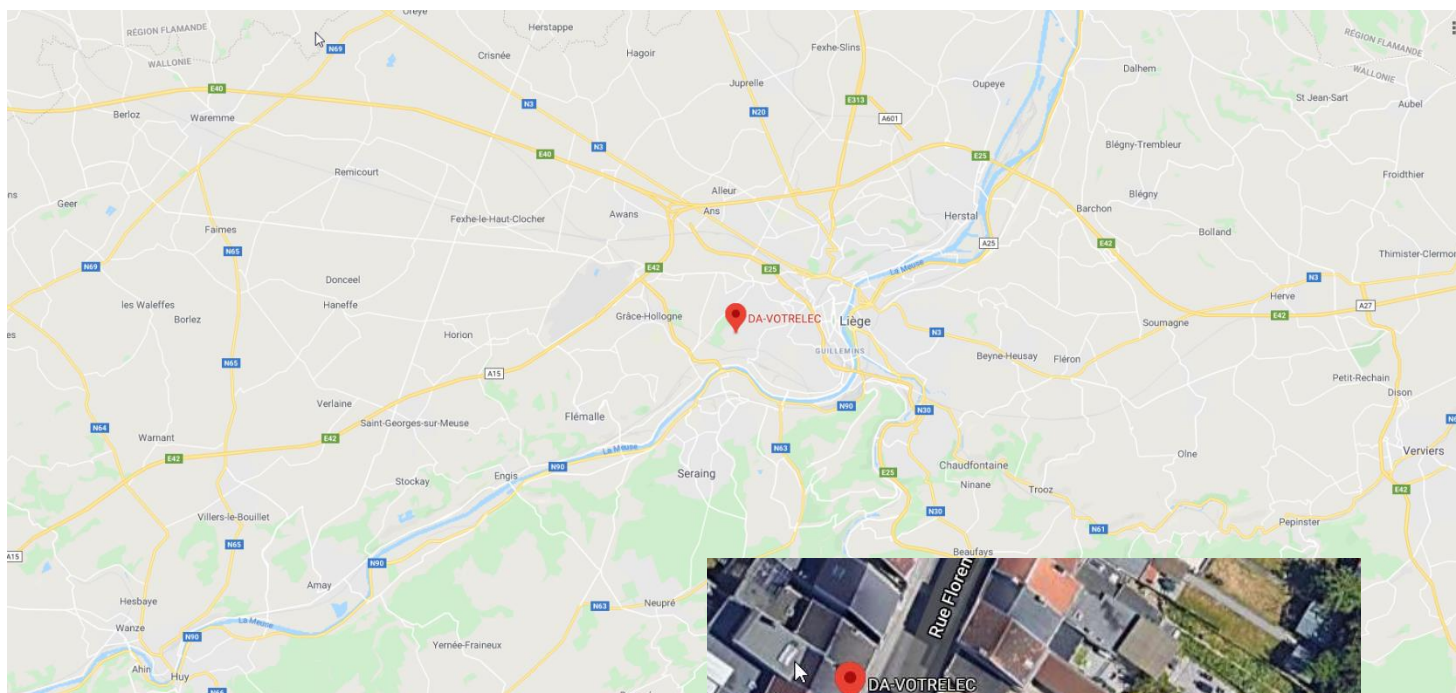 Oreye
RÉGION FLAMANDE
WALLONIE
N69
Herstappe
Crisnée
Hagoir
Fexhe-Slins
Juprelle
Oupeye
Dalhem
RÉGION FLAMANDE
WALLONIE
St Jean-Sart
Aubel
E40
Berloz
Waremme
N3
N20
E313
A601
N3
E40
E25
Blégny-Trembleur
Froidthier
Remicourt
Alleur
Blégny
Geer
Fexhe-le-Haut-Clocher
Awans
Ans
Herstal
Barchon
Faimes
A25
E42
Bolland
N65
Thimister-Clermon
N69
E42
E25
La Meuse
N3
Donceel
Herve
A27
les Waleffes
Haneffe
Borlez
Grâce-Hollogne
DA-VOTRELEC
Liège
E42
Soumagne
Horion
N3
GUILLEMINS
Beyne-Heusay
Fléron
N65
A15
Petit-Rechain
Dison
Verlaine
N90
N30
Flémalle
Saint-Georges-sur-Meuse
N64
Warnant
E42
La Meuse
N63
Olne
Verviers
E42
N90
Seraing
E25
Chaudfontaine
Stockay
Engis
Ninane
Trooz
E42
Villers-le-Bouillet
N30
N61
Pepinster
N65
A15
Beaufays
N90
Amay
Hesbaye
N63
Neupré
Wanze
La Meuse
N90
Yernée-Fraineux
Ahin
Huy
Rue Floren
DA-VOTRELEC